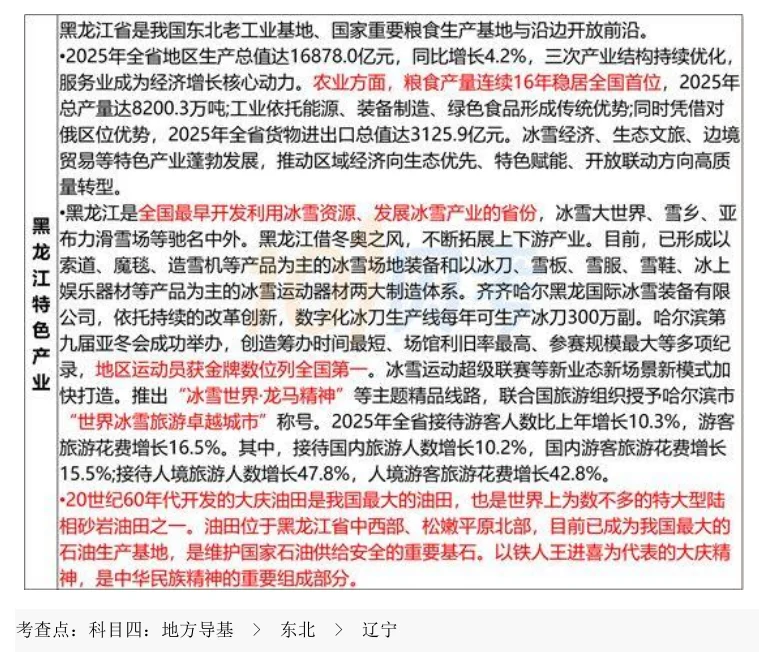 黑龙江省是我国东北老工业基地、国家重要粮食生产基地与沿边开放前沿。
•2025年全省地区生产总值达16878.0亿元，同比增长4.2%，三次产业结构持续优化，
服务业成为经济增长核心动力。农业方面，粮食产量连续16年稳居全国首位，2025年
总产量达8200.3万吨;工业依托能源、装备制造、绿色食品形成传统优势;同时凭借对
俄区位优势，2025年全省货物进出口总值达3125.9亿元。冰雪经济、生态文旅、边境
贸易等特色产业蓬勃发展，推动区域经济向生态优先、特色赋能、开放联动方向高质
量转型。
•黑龙江是全国最早开发利用冰雪资源、发展冰雪产业的省份，冰雪大世界、雪乡、亚
布力滑雪场等驰名中外。黑龙江借冬奥之风，不断拓展上下游产业。目前，已形成以
索道、魔毯、造雪机等产品为主的冰雪场地装备和以冰刀、雪板、雪服、雪鞋、冰上
娱乐器材等产品为主的冰雪运动器材两大制造体系。齐齐哈尔黑龙国际冰雪装备有限
公司，依托持续的改革创新，数字化冰刀生产线每年可生产冰刀300万副。哈尔滨第
九届亚冬会成功举办，创造筹办时间最短、场馆利旧率最高、参赛规模最大等多项纪
录，地区运动员获金牌数位列全国第一。冰雪运动超级联赛等新业态新场景新模式加
快打造。推出“冰雪世界·龙马精神”等主题精品线路，联合国旅游组织授予哈尔滨市
“世界冰雪旅游卓越城市”称号。2025年全省接待游客人数比上年增长10.3%，游客
旅游花费增长16.5%。其中，接待国内旅游人数增长10.2%，国内游客旅游花费增长
15.5%;接待人境旅游人数增长47.8%，人境游客旅游花费增长42.8%。
•20世纪60年代开发的大庆油田是我国最大的油田，也是世界上为数不多的特大型陆
相砂岩油田之一。油田位于黑龙江省中西部、松嫩平原北部，目前已成为我国最大的
石油生产基地，是维护国家石油供给安全的重要基石。以铁人王进喜为代表的大庆精
神，是中华民族精神的重要组成部分。
黑龙江特色产业
考查点：科目四：地方导基 > 东北 > 辽宁